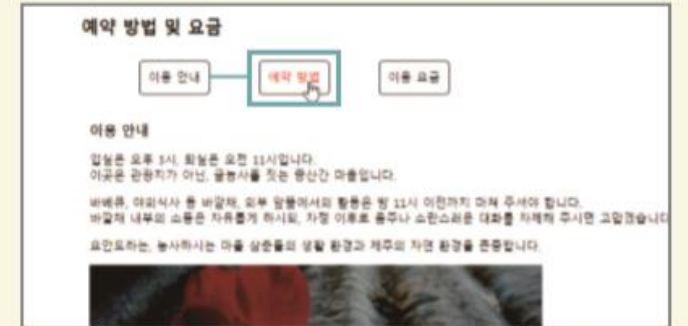 예약 방법 및 요금
이용 안내
예약 방법
이용 요금
이용 안내
입실은 오후 3시, 퇴실은 오전 11시입니다.
이곳은 관광지가 아닌, 귤농사를 짓는 중산간 마을입니다.
바베큐, 야외식사 등 바깥채, 외부 마당에서의 활동은 밤 11시 이전까지 마쳐 주셔야 합니다.
바깥채 내부의 소등은 자유롭게 하시되, 자정 이후로 음주나 소란스러운 대화를 자제해 주시면 고맙겠습니다
농사하시는 마을 삼춘들의 생활 환경과 제주의 자연 환경을 존중합니다.